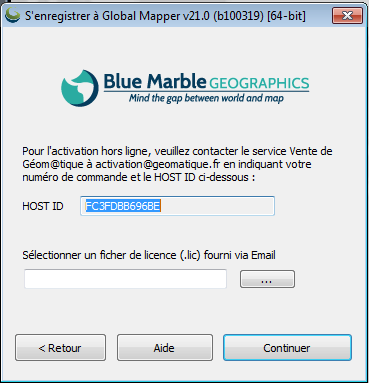 S'enregistrer à Global Mapper v21.0 (b100319) [64-bit]
Blue Marble GEOGRAPHICS
Mind the gap between world and map
Pour l'activation hors ligne, veuillez contacter le service Vente de
Géom@tique à activation@geomatique.fr en indiquant votre
numéro de commande et le HOST ID ci-dessous :
HOST ID FC3FDBB696BE
Sélectionner un ficher de licence (.lic) fourni via Email
...
< Retour Aide Continuer